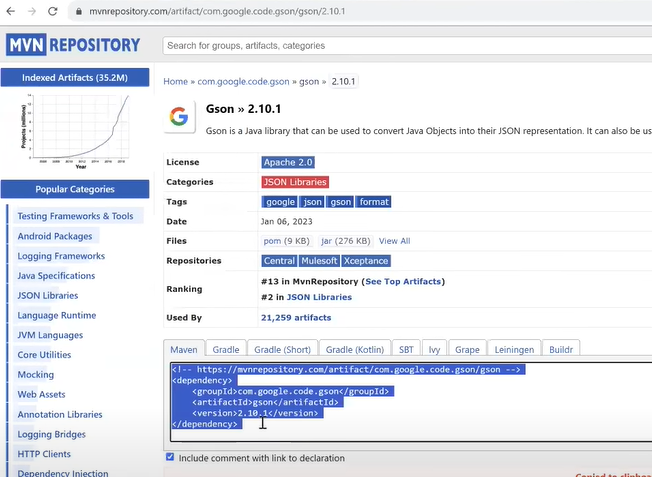 mvnrepository.com/artifact/com.google.code.gson/gson/2.10.1
MVN REPOSITORY
Search for groups, artifacts, categories
Indexed Artifacts (35.2M)
Projects (millions)
Year
Popular Categories
Testing Frameworks & Tools
Android Packages
Logging Frameworks
Java Specifications
JSON Libraries
Language Runtime
JVM Languages
Core Utilities
Mocking
Web Assets
Annotation Libraries
Logging Bridges
HTTP Clients
Dependency Injection
Home » com.google.code.gson » gson » 2.10.1
Gson » 2.10.1
Gson is a Java library that can be used to convert Java Objects into their JSON representation. It can also be us
License Apache 2.0
Categories JSON Libraries
Tags google json gson format
Date Jan 06, 2023
Files pom (9 KB) jar (276 KB) View All
Repositories Central Mulesoft Xceptance
Ranking #13 in MvnRepository (See Top Artifacts)
#2 in JSON Libraries
Used By 21,259 artifacts
Maven Gradle Gradle (Short) Gradle (Kotlin) SBT Ivy Grape Leiningen Buildr
<!-- https://mvnrepository.com/artifact/com.google.code.gson/gson -->
<dependency>
<groupId>com.google.code.gson</groupId>
<artifactId>gson</artifactId>
<version>2.10.1</version>
</dependency>
Include comment with link to declaration